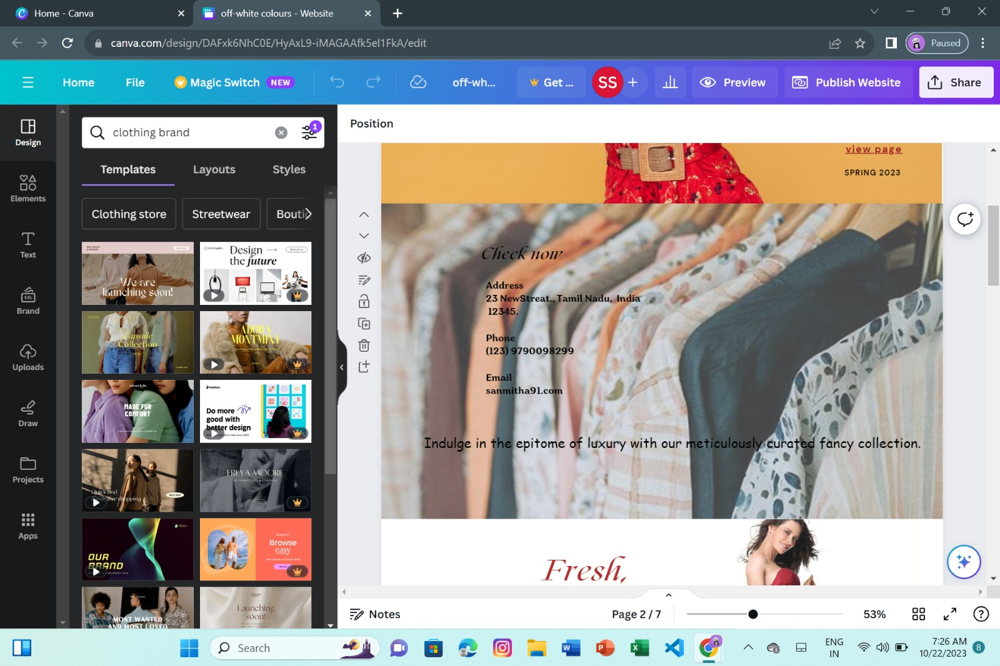 Home - Canva
off-white colours - Website
canva.com/design/DAFxk6NhC0E/HyAxL9-iMAGAAfk5el1FkA/edit
Paused
Home
File
Magic Switch NEW
off-wh...
Get ...
SS
Preview
Publish Website
Share
Design
Elements
Text
Brand
CO.
Uploads
Draw
Projects
Apps
clothing brand
1
Templates
Layouts
Styles
Clothing store
Streetwear
We are
launching soon!
Design
the future
Capsule
Collection
ADORA
MONTMINY
MADE FOR
COMFORT
Do more
good with
better design
Quick and
shopping
FREYA MOORE
OUR
BRAND
Browse
easy
MOST WANTED
AND MOST LOVED
Launching
soon!
Position
view page
SPRING 2023
Check now
Address
23 NewStreat., Tamil Nadu, India
12345.
Phone
(123) 9790098299
Email
sanmitha91.com
Indulge in the epitome of luxury with our meticulously curated fancy collection.
Fresh,
Notes
Page 2 / 7
53%
Search
ENG
IN
7:26 AM
10/22/2023
8